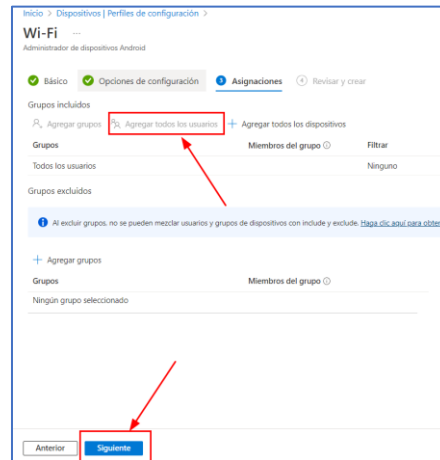 Inicio > Dispositivos | Perfiles de configuración >
Wi-Fi ...
Administrador de dispositivos Android
Básico Opciones de configuración 3 Asignaciones 4 Revisar y crear
Grupos incluidos
Agregar grupos Agregar todos los usuarios + Agregar todos los dispositivos
Grupos Miembros del grupo Filtrar
Todos los usuarios Ninguno
Grupos excluidos
Al excluir grupos, no se pueden mezclar usuarios y grupos de dispositivos con include y exclude. Haga clic aquí para obter
+ Agregar grupos
Grupos Miembros del grupo
Ningún grupo seleccionado
Anterior Siguiente